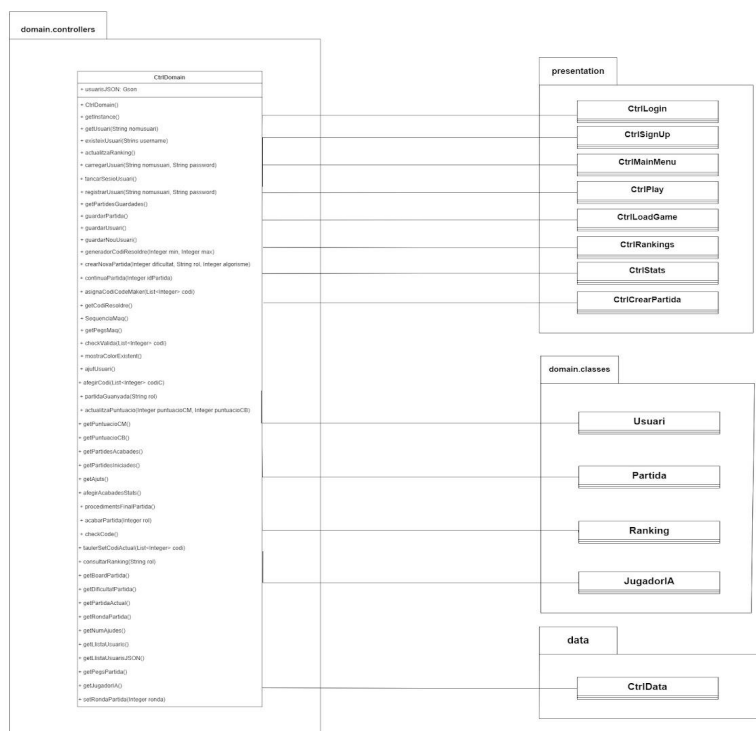 domain.controllers
CtrlDomain
+ usuarisJSON: Gson
+ CtrlDomain()
+ getInstance()
+ getUsuari(String nomusuari)
+ existeixUsuari(String username)
+ actualitzaRanking()
+ carregarUsuari(String nomusuari, String password)
+ tancarSesioUsuari()
+ registrarUsuari(String nomusuari, String password)
+ getPartidesGuardades()
+ guardarPartida()
+ guardarUsuari()
+ guardarNouUsuari()
+ generadorCodiResoldre(Integer min, Integer max)
+ crearNovaPartida(Integer dificultat, String rol, Integer algorisme)
+ continuaPartida(Integer idPartida)
+ asignaCodiCodeMaker(List<Integer> codi)
+ getCodiResoldre()
+ SequenciaMaq()
+ getPegsMaq()
+ checkValida(List<Integer> codi)
+ mostraColorExistent()
+ ajutUsuari()
+ afegirCodi(List<Integer> codiC)
+ partidaGuanyada(String rol)
+ actualitzaPuntuacio(Integer puntuacioCM, Integer puntuacioCB)
+ getPuntuacioCM()
+ getPuntuacioCB()
+ getPartidesAcabades()
+ getPartidesIniciades()
+ getAjuts()
+ afegirAcabadesStats()
+ procedimentsFinalPartida()
+ acabarPartida(Integer rol)
+ checkCode()
+ taulerSetCodiActual(List<Integer> codi)
+ consultarRanking(String rol)
+ getBoardPartida()
+ getDificultatPartida()
+ getPartidaActual()
+ getRondaPartida()
+ getNumAjudes()
+ getLlistaUsuaris()
+ getLlistaUsuarisJSON()
+ getPegsPartida()
+ getJugadorIA()
+ setRondaPartida(Integer ronda)
presentation
CtrlLogin
CtrlSignUp
CtrlMainMenu
CtrlPlay
CtrlLoadGame
CtrlRankings
CtrlStats
CtrlCrearPartida
domain.classes
Usuari
Partida
Ranking
JugadorIA
data
CtrlData